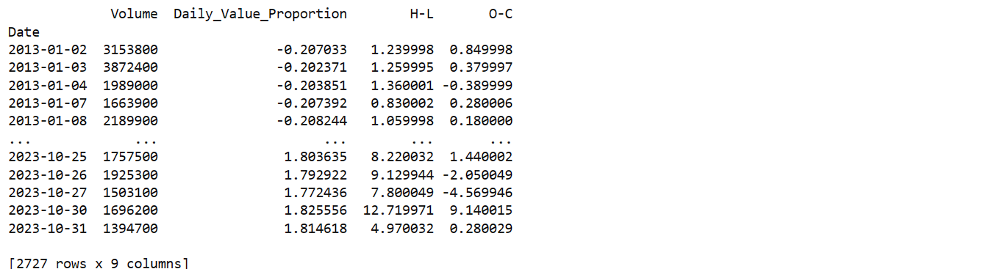 Volume Daily_Value_Proportion H-L O-C
Date
2013-01-02 3153800 -0.207033 1.239998 0.849998
2013-01-03 3872400 -0.202371 1.259995 0.379997
2013-01-04 1989000 -0.203851 1.360001 -0.389999
2013-01-07 1663900 -0.207392 0.830002 0.280006
2013-01-08 2189900 -0.208244 1.059998 0.180000
... ... ... ... ...
2023-10-25 1757500 1.803635 8.220032 1.440002
2023-10-26 1925300 1.792922 9.129944 -2.050049
2023-10-27 1503100 1.772436 7.800049 -4.569946
2023-10-30 1696200 1.825556 12.719971 9.140015
2023-10-31 1394700 1.814618 4.970032 0.280029
[2727 rows x 9 columns]